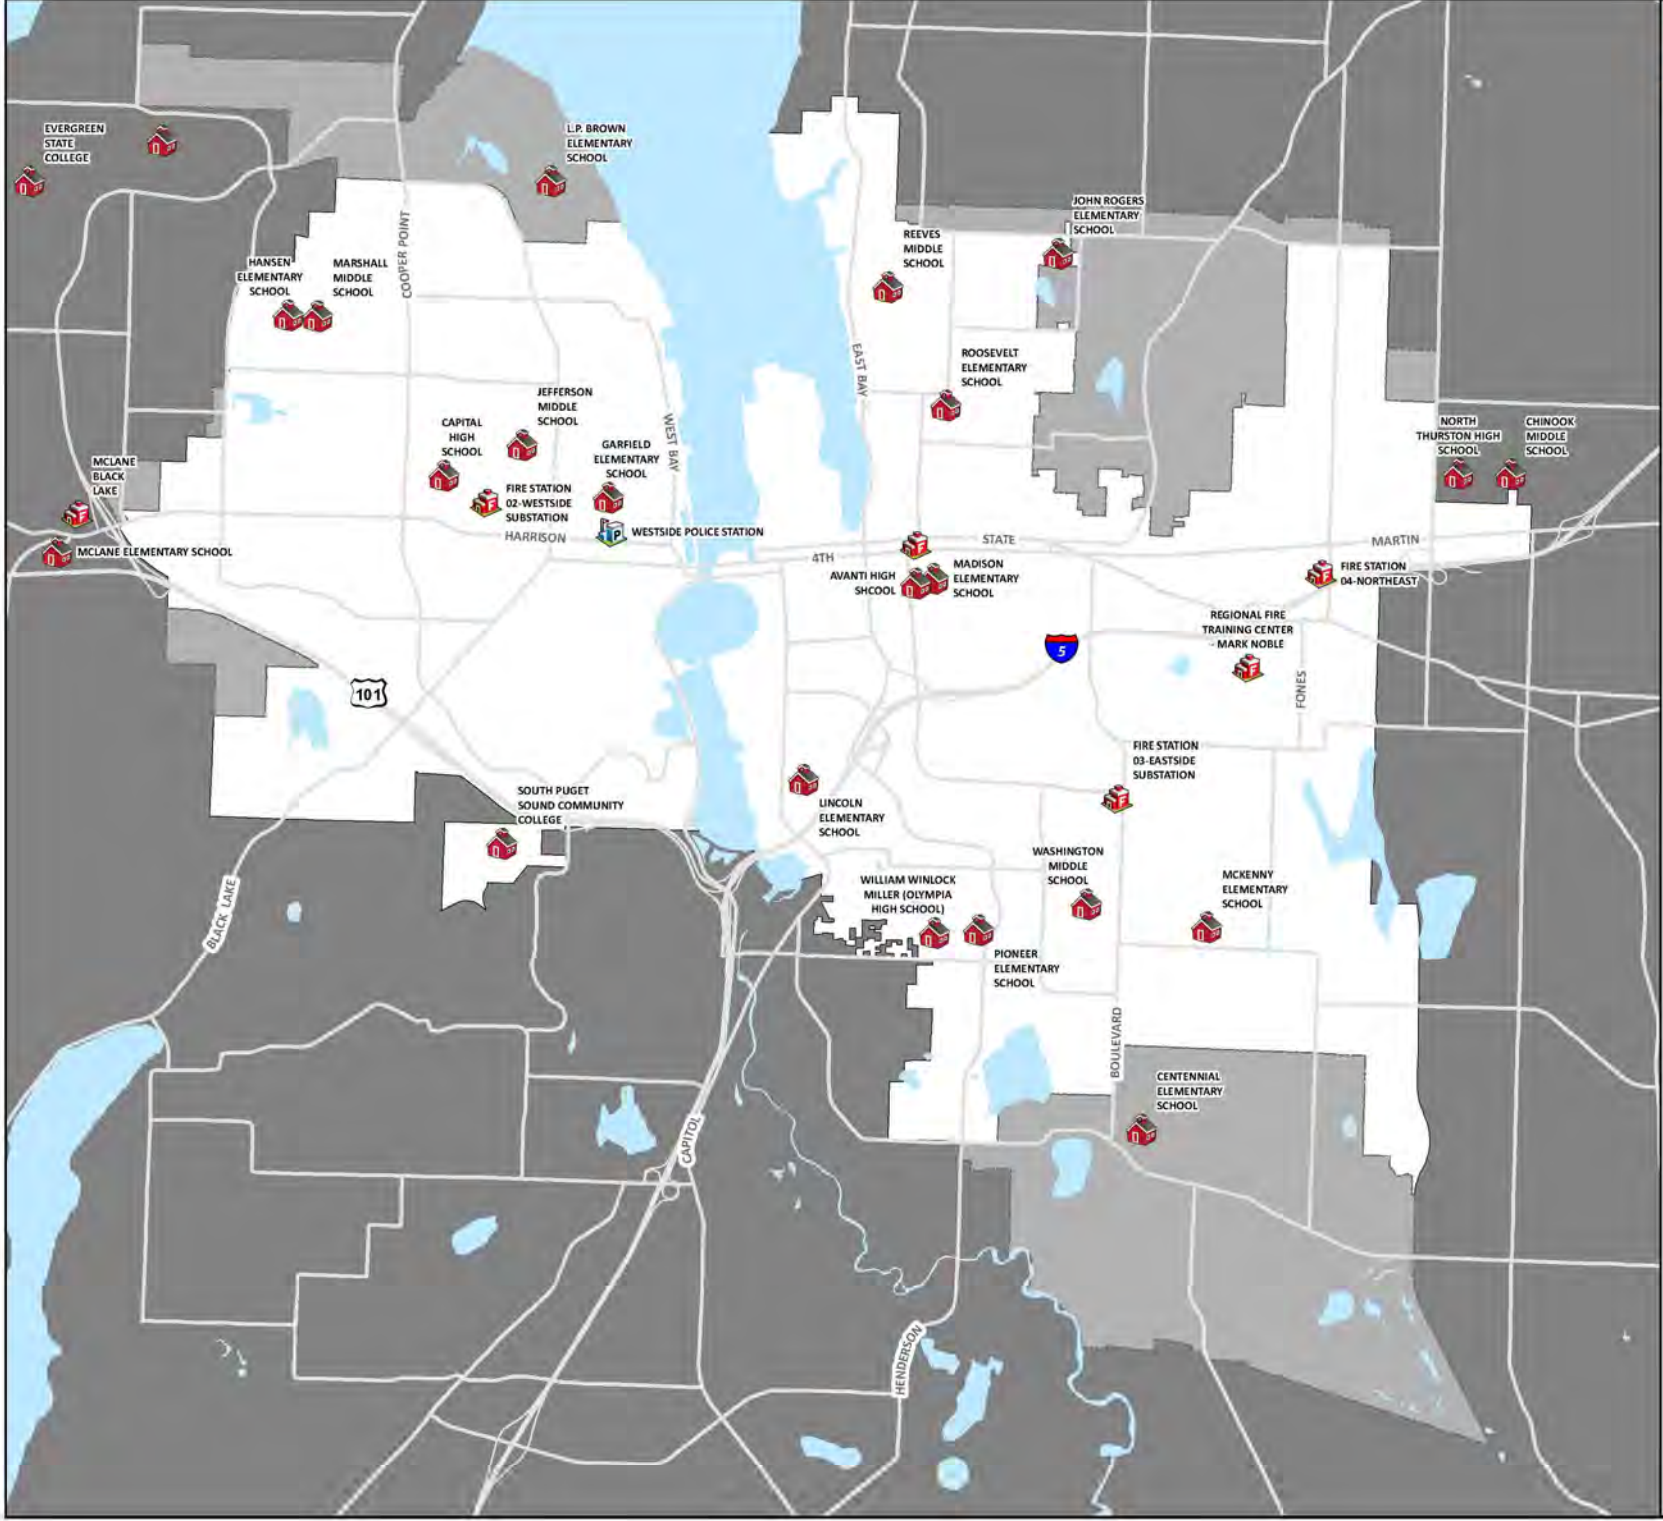 EVERGREEN
STATE
COLLEGE
L.P. BROWN
ELEMENTARY
SCHOOL
JOHN ROGERS
ELEMENTARY
SCHOOL
REEVES
MIDDLE
SCHOOL
HANSEN
ELEMENTARY
SCHOOL
MARSHALL
MIDDLE
SCHOOL
COOPER POINT
EAST BAY
ROOSEVELT
ELEMENTARY
SCHOOL
JEFFERSON
MIDDLE
SCHOOL
CAPITAL
HIGH
SCHOOL
GARFIELD
ELEMENTARY
SCHOOL
WEST BAY
NORTH
THURSTON HIGH
SCHOOL
CHINOOK
MIDDLE
SCHOOL
MCLANE
BLACK
LAKE
FIRE STATION
02-WESTSIDE
SUBSTATION
P
WESTSIDE POLICE STATION
HARRISON
STATE
MARTIN
4TH
MCLANE ELEMENTARY SCHOOL
AVANTI HIGH
SHCOOL
MADISON
ELEMENTARY
SCHOOL
FIRE STATION
04-NORTHEAST
REGIONAL FIRE
TRAINING CENTER
- MARK NOBLE
5
101
FONES
FIRE STATION
03-EASTSIDE
SUBSTATION
SOUTH PUGET
SOUND COMMUNITY
COLLEGE
LINCOLN
ELEMENTARY
SCHOOL
WASHINGTON
MIDDLE
SCHOOL
WILLIAM WINLOCK
MILLER (OLYMPIA
HIGH SCHOOL)
MCKENNY
ELEMENTARY
SCHOOL
BLACK LAKE
PIONEER
ELEMENTARY
SCHOOL
BOULEVARD
CENTENNIAL
ELEMENTARY
SCHOOL
CAPITOL
HENDERSON